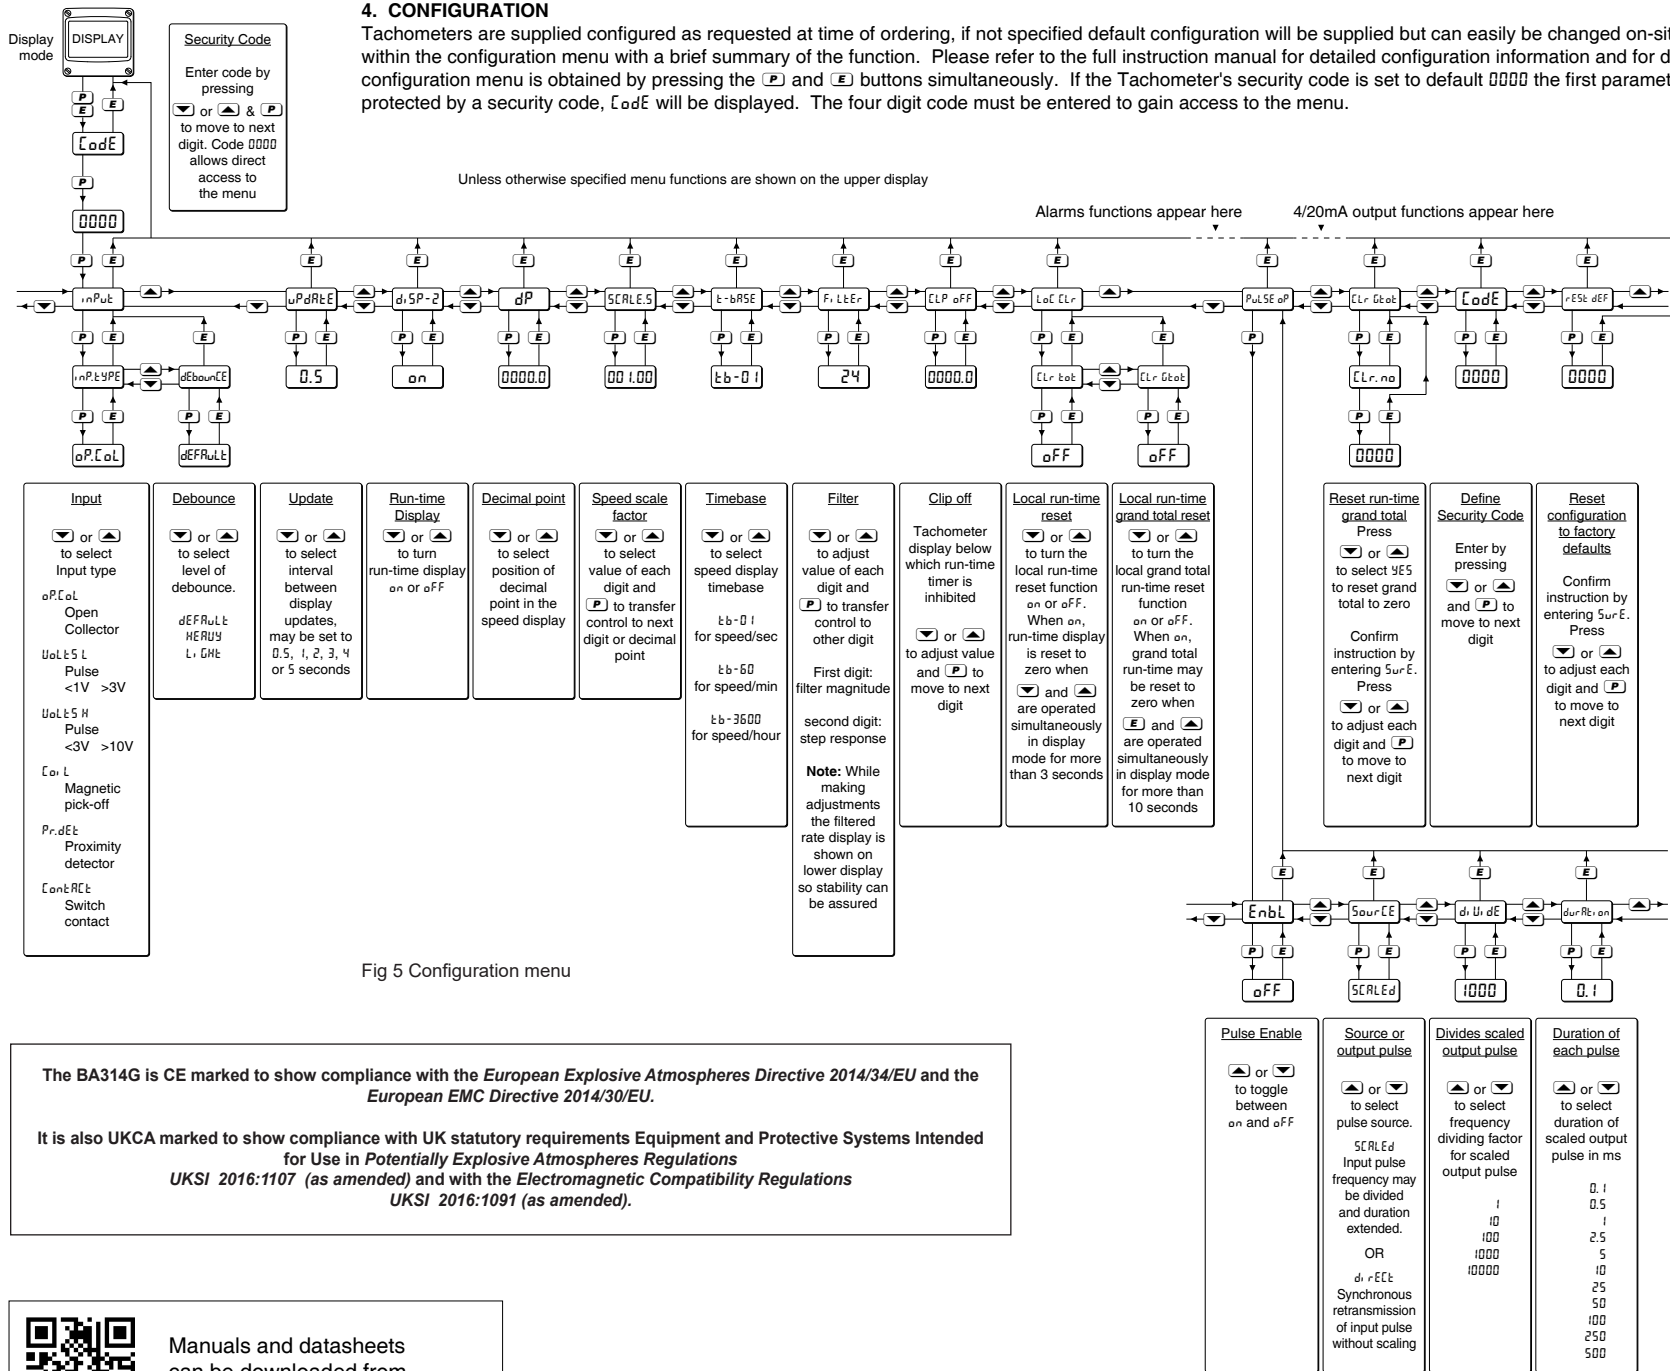 4. CONFIGURATION
Tachometers are supplied configured as requested at time of ordering, if not specified default configuration will be supplied but can easily be changed on-sit
within the configuration menu with a brief summary of the function. Please refer to the full instruction manual for detailed configuration information and for d
configuration menu is obtained by pressing the P and E buttons simultaneously. If the Tachometer's security code is set to default 0000 the first paramet
protected by a security code, CodE will be displayed. The four digit code must be entered to gain access to the menu.
Display
mode
DISPLAY
P
E
E
CodE
P
0000
P E
Security Code
Enter code by
pressing
▼ or ▲ & P
to move to next
digit. Code 0000
allows direct
access to
the menu
Unless otherwise specified menu functions are shown on the upper display
Alarms functions appear here
4/20mA output functions appear here
E E E E E E E E E E E E
inPut uPdAtE diSP-2 dP SCALE.S t-bASE FiLtEr CLP oFF LoC CLr PuLSE oP CLr Gtot CodE rESt dEF
P E E P E P E P E P E P E P E P E P E E P P E P E P E
inP.tYPE dEbounCE 0.5 on 0000.0 001.00 tb-01 24 0000.0 CLr tot CLr Gtot CLr.no 0000 0000
P E P E P E P E P E
oP.CoL dEFAuLt oFF oFF 0000
Input
▼ or ▲
to select
Input type
oP.CoL
Open
Collector
VoLtS L
Pulse
<1V >3V
VoLtS H
Pulse
<3V >10V
CoiL
Magnetic
pick-off
Pr.dEt
Proximity
detector
ContACt
Switch
contact
Debounce
▼ or ▲
to select
level of
debounce.
dEFAuLt
HEAVY
LiGHt
Update
▼ or ▲
to select
interval
between
display
updates,
may be set to
0.5, 1, 2, 3, 4
or 5 seconds
Run-time
Display
▼ or ▲
to turn
run-time display
on or oFF
Decimal point
▼ or ▲
to select
position of
decimal
point in the
speed display
Speed scale
factor
▼ or ▲
to select
value of each
digit and
P to transfer
control to next
digit or decimal
point
Timebase
▼ or ▲
to select
speed display
timebase
tb-01
for speed/sec
tb-60
for speed/min
tb-3600
for speed/hour
Filter
▼ or ▲
to adjust
value of each
digit and
P to transfer
control to
other digit
First digit:
filter magnitude
second digit:
step response
Note: While
making
adjustments
the filtered
rate display is
shown on
lower display
so stability can
be assured
Clip off
Tachometer
display below
which run-time
timer is
inhibited
▼ or ▲
to adjust value
and P to
move to next
digit
Local run-time
reset
▼ or ▲
to turn the
local run-time
reset function
on or oFF.
When on,
run-time display
is reset to
zero when
▼ and ▲
are operated
simultaneously
in display
mode for more
than 3 seconds
Local run-time
grand total reset
▼ or ▲
to turn the
local grand total
run-time reset
function
on or oFF.
When on,
grand total
run-time may
be reset to
zero when
E and ▲
are operated
simultaneously
in display mode
for more than
10 seconds
Reset run-time
grand total
Press
▼ or ▲
to select YES
to reset grand
total to zero
Confirm
instruction by
entering SurE.
Press
▼ or ▲
to adjust each
digit and P
to move to
next digit
Define
Security Code
Enter by
pressing
▼ or ▲
and P to
move to next
digit
Reset
configuration
to factory
defaults
Confirm
instruction by
entering SurE.
Press
▼ or ▲
to adjust each
digit and P
to move to
next digit
Fig 5 Configuration menu
E E E E
EnbL SourCE diVidE durAtion
P E P E P E P E
oFF SCALEd 1000 0.1
Pulse Enable
▲ or ▼
to toggle
between
on and oFF
Source or
output pulse
▲ or ▼
to select
pulse source.
SCALEd
Input pulse
frequency may
be divided
and duration
extended.
OR
dirECt
Synchronous
retransmission
of input pulse
without scaling
Divides scaled
output pulse
▲ or ▼
to select
frequency
dividing factor
for scaled
output pulse
1
10
100
1000
10000
Duration of
each pulse
▲ or ▼
to select
duration of
scaled output
pulse in ms
0.1
0.5
1
2.5
5
10
25
50
100
250
500
The BA314G is CE marked to show compliance with the European Explosive Atmospheres Directive 2014/34/EU and the
European EMC Directive 2014/30/EU.
It is also UKCA marked to show compliance with UK statutory requirements Equipment and Protective Systems Intended
for Use in Potentially Explosive Atmospheres Regulations
UKSI 2016:1107 (as amended) and with the Electromagnetic Compatibility Regulations
UKSI 2016:1091 (as amended).
Manuals and datasheets
can be downloaded from